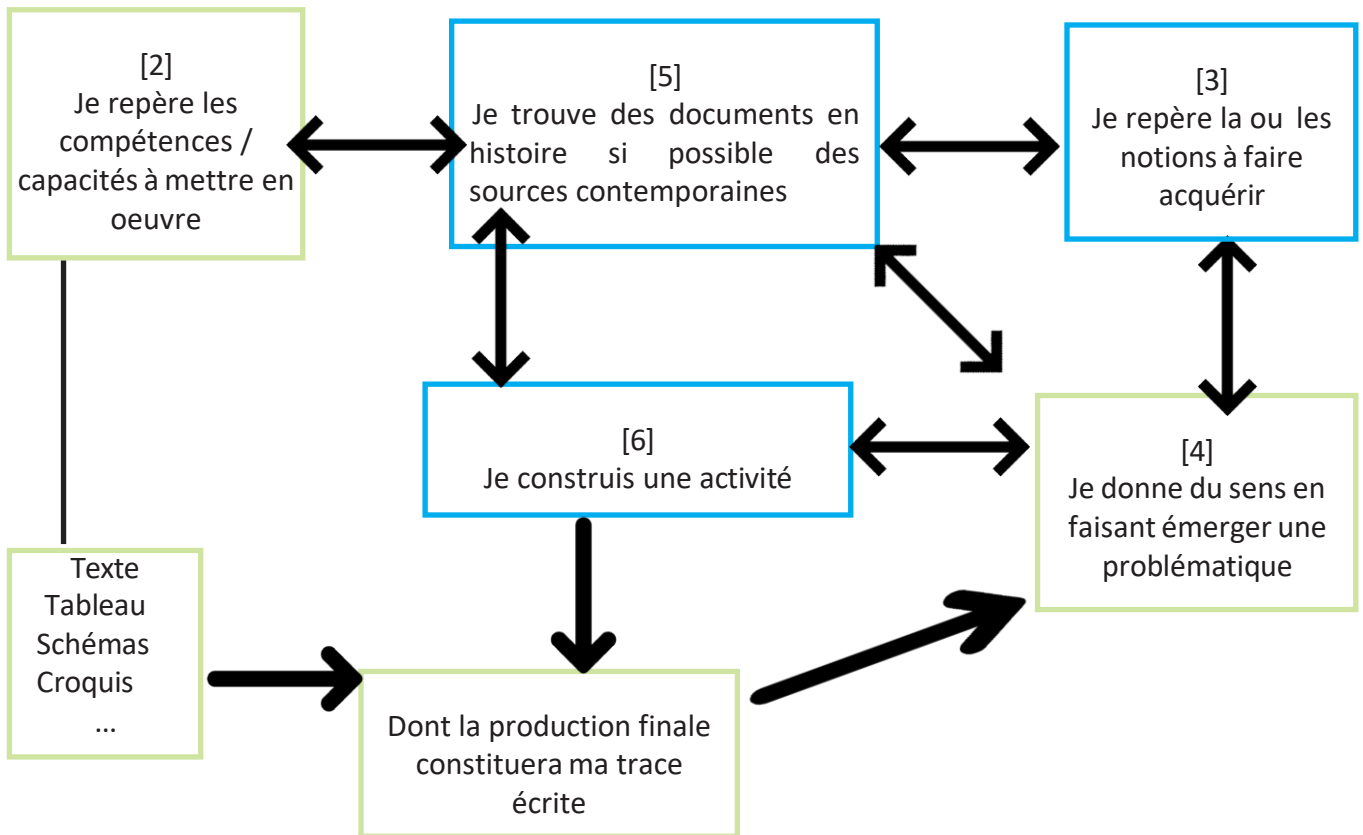 [2]
Je repère les
compétences /
capacités à mettre en
oeuvre
[5]
Je trouve des documents en
histoire si possible des
sources contemporaines
[3]
Je repère la ou les
notions à faire
acquérir
[6]
Je construis une activité
[4]
Je donne du sens en
faisant émerger une
problématique
Texte
Tableau
Schémas
Croquis
...
Dont la production finale
constituera ma trace
écrite